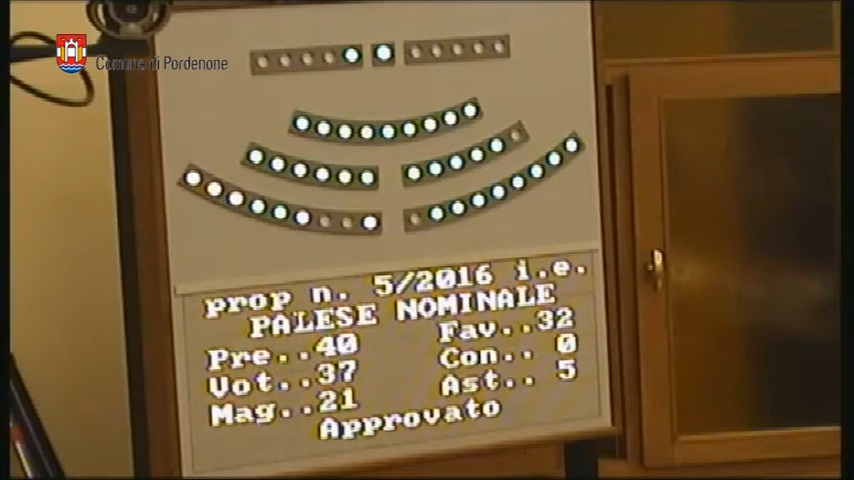 Comune di Pordenone
prop n. 5/2016 i.e.
PALESE NOMINALE
Pre..40 Fav..32
Vot..37 Con.. 0
Mag..21 Ast.. 5
Approvato